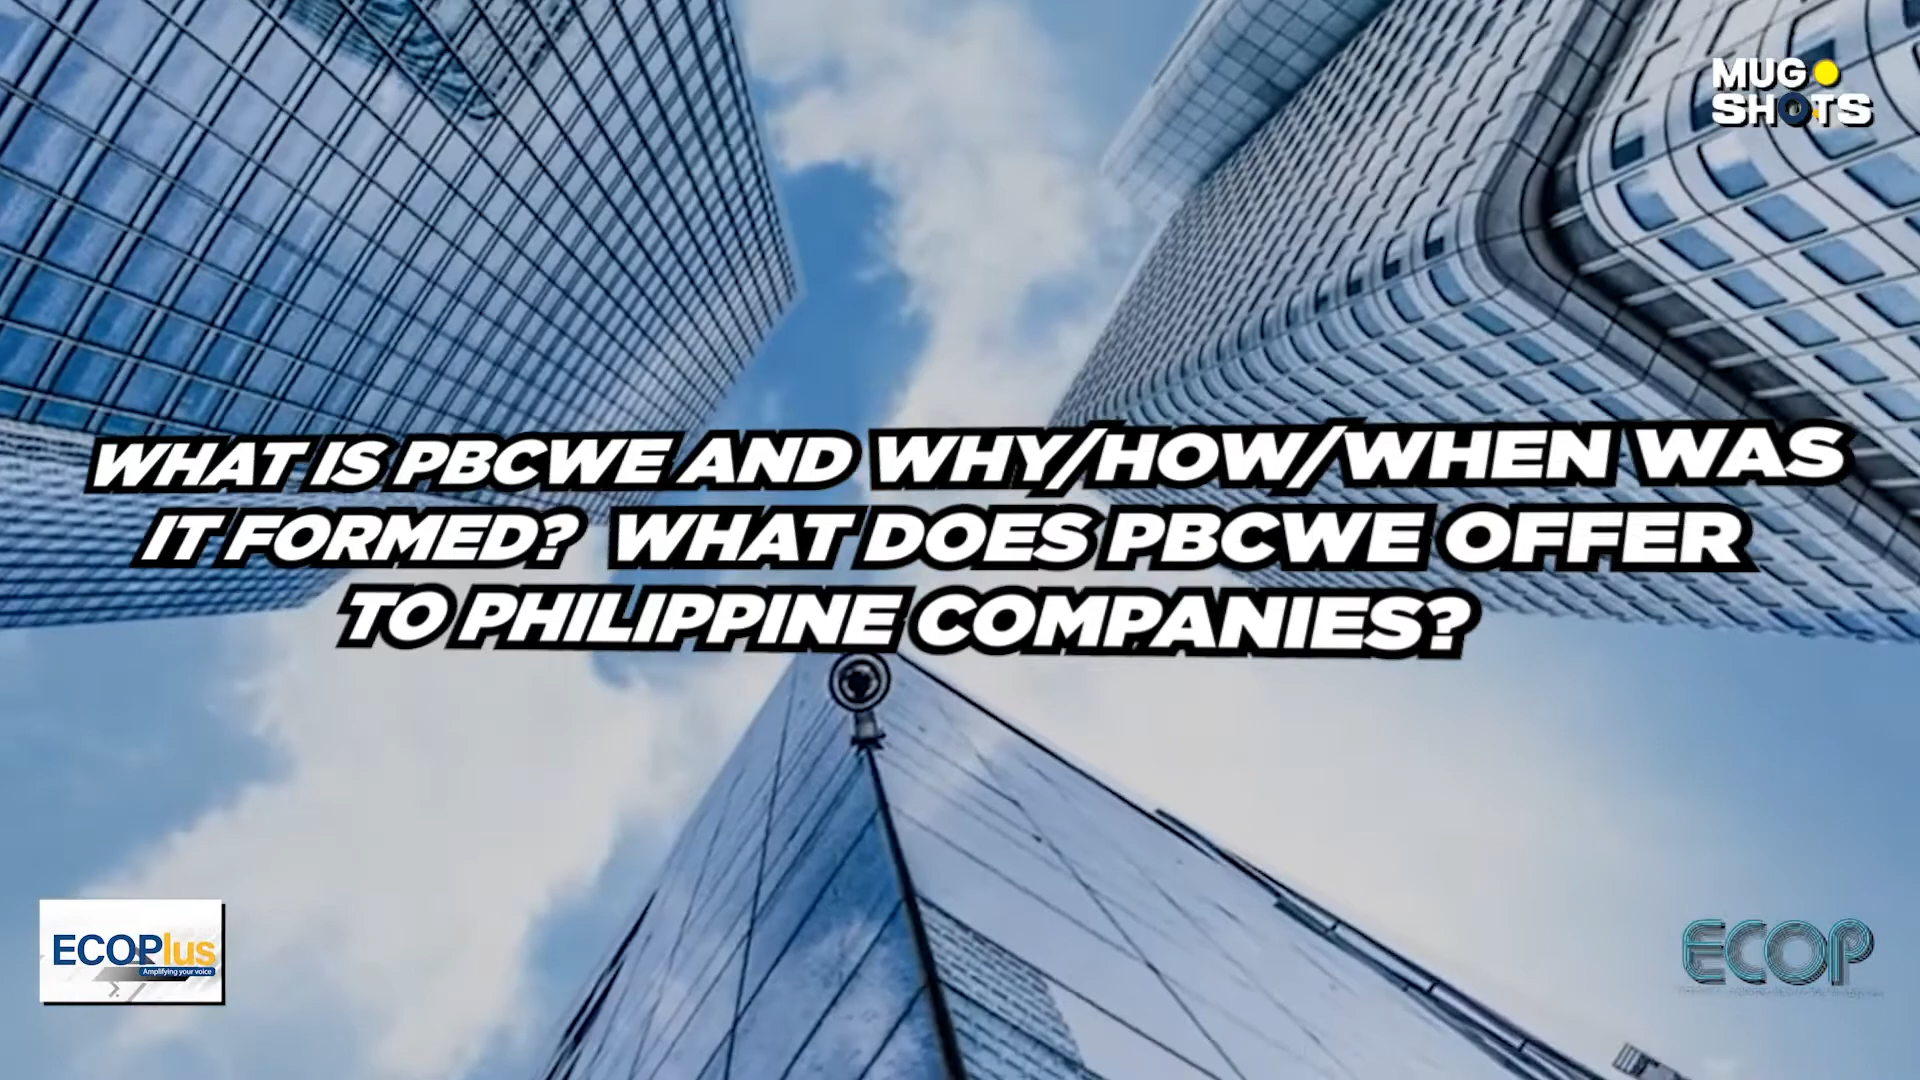 MUG
SHOTS
WHAT IS PBCWE AND WHY/HOW/WHEN WAS
IT FORMED? WHAT DOES PBCWE OFFER
TO PHILIPPINE COMPANIES?
ECOPlus
Amplifying your voice
ECOP